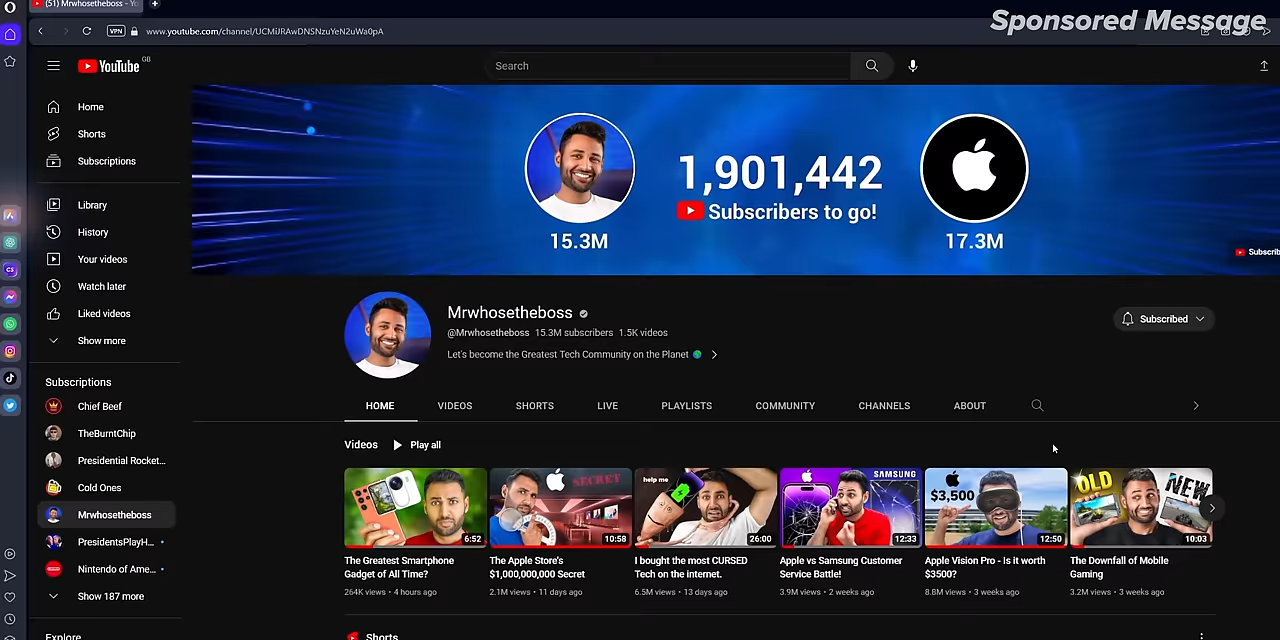 (51) Mrwhosetheboss - Yo
Sponsored Message
VPN
www.youtube.com/channel/UCMiJRAwDNSNzuYeN2uWa0pA
YouTube GB
Search
Home
Shorts
Subscriptions
Library
History
Your videos
Watch later
Liked videos
Show more
Subscriptions
Chief Beef
TheBurntChip
Presidential Rocket...
Cold Ones
Mrwhosetheboss
PresidentsPlayH...
Nintendo of Ame...
Show 187 more
Explore
1,901,442
Subscribers to go!
15.3M
17.3M
Subscrib
Mrwhosetheboss
@Mrwhosetheboss 15.3M subscribers 1.5K videos
Let's become the Greatest Tech Community on the Planet
Subscribed
HOME VIDEOS SHORTS LIVE PLAYLISTS COMMUNITY CHANNELS ABOUT
Videos Play all
6:52
SECRET
10:58
help me
26:00
SAMSUNG
12:33
$3,500
12:50
OLD
NEW
10:03
The Greatest Smartphone
Gadget of All Time?
264K views • 4 hours ago
The Apple Store's
$1,000,000,000 Secret
2.1M views • 11 days ago
I bought the most CURSED
Tech on the internet.
6.5M views • 13 days ago
Apple vs Samsung Customer
Service Battle!
3.9M views • 2 weeks ago
Apple Vision Pro - Is it worth
$3500?
8.8M views • 3 weeks ago
The Downfall of Mobile
Gaming
3.2M views • 3 weeks ago
Shorts